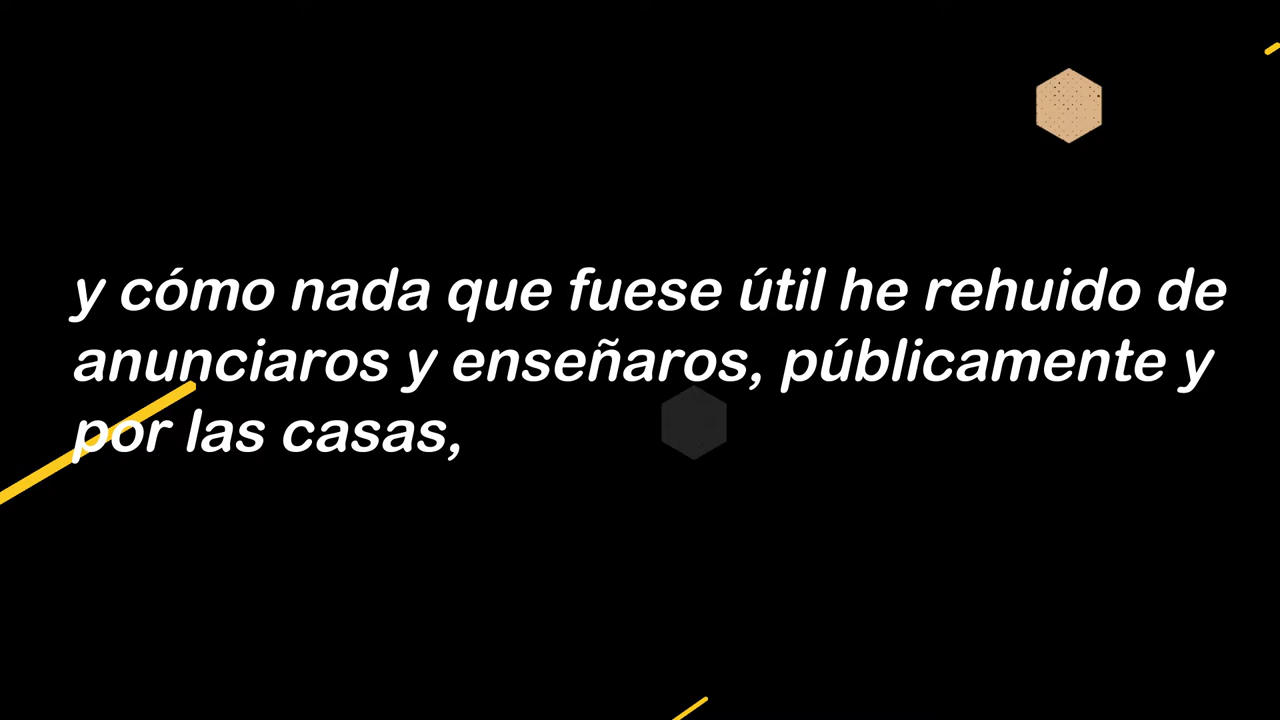 y cómo nada que fuese útil he rehuido de
anunciaros y enseñaros, públicamente y
por las casas,